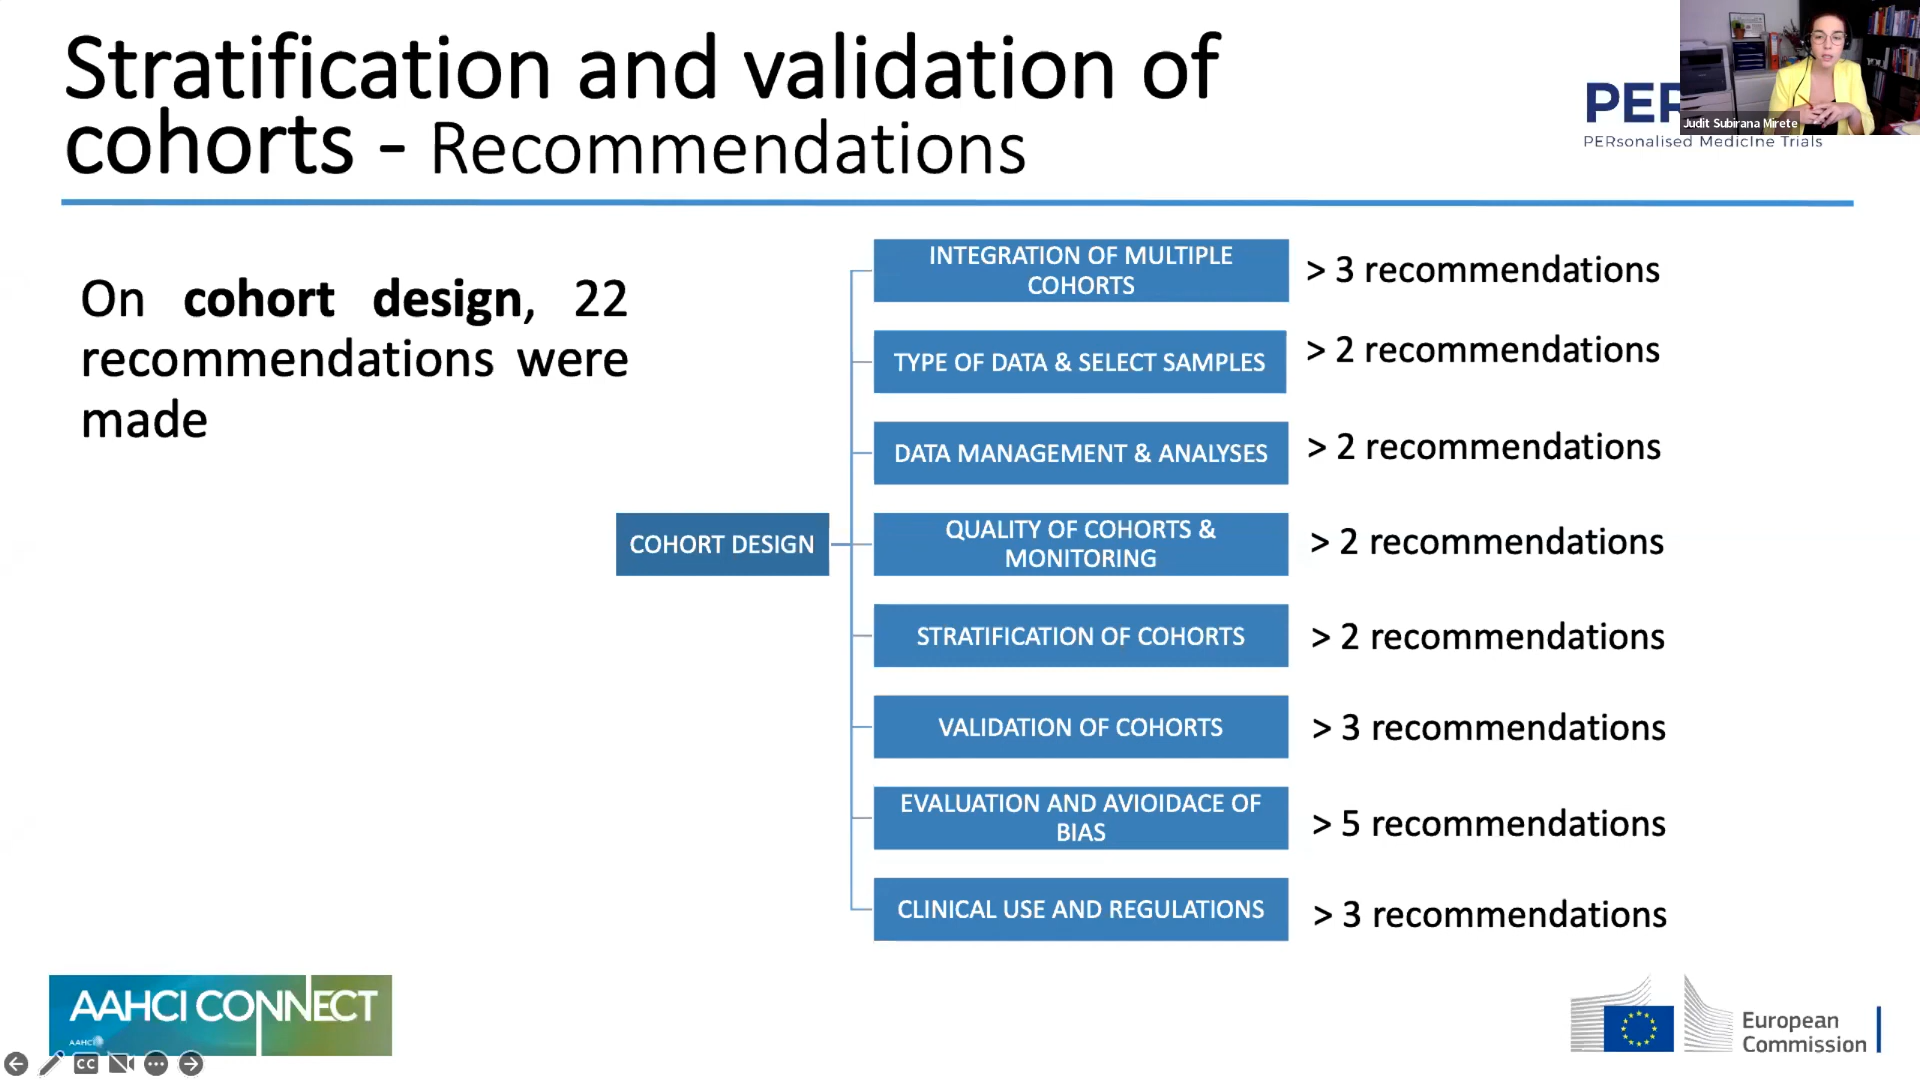 Stratification and validation of
cohorts - Recommendations
PER
PERsonalised MedicIne Trials
Judit Subirana Mirete
On cohort design, 22
recommendations were
made
COHORT DESIGN
INTEGRATION OF MULTIPLE
COHORTS
> 3 recommendations
TYPE OF DATA & SELECT SAMPLES
> 2 recommendations
DATA MANAGEMENT & ANALYSES
> 2 recommendations
QUALITY OF COHORTS &
MONITORING
> 2 recommendations
STRATIFICATION OF COHORTS
> 2 recommendations
VALIDATION OF COHORTS
> 3 recommendations
EVALUATION AND AVIOIDACE OF
BIAS
> 5 recommendations
CLINICAL USE AND REGULATIONS
> 3 recommendations
AAHCI CONNECT
AAHCI
CC
European
Commission